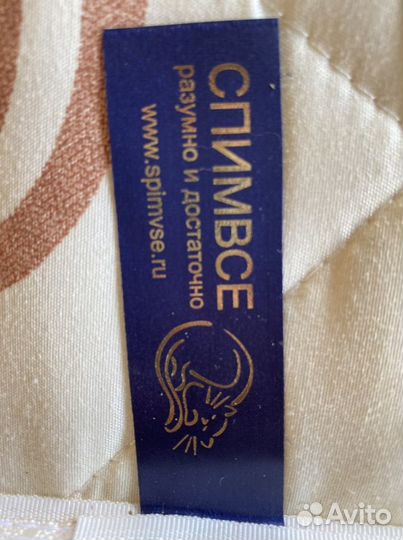 СПИМВСЕ
разумно и достаточно
www.spimvse.ru
Avito